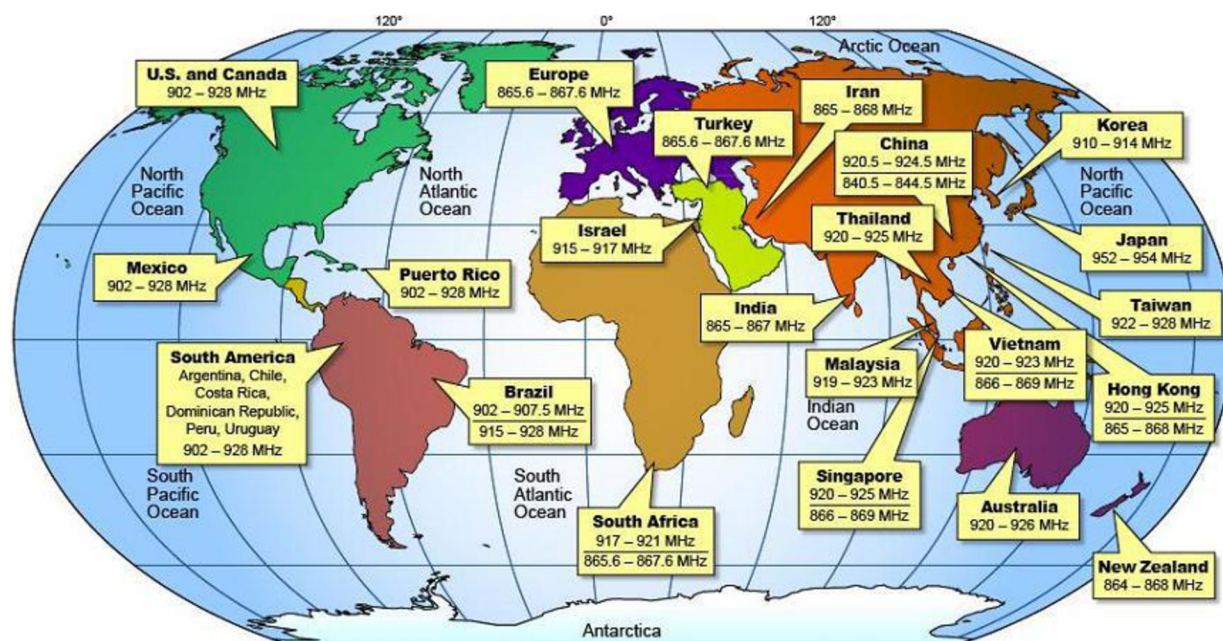 120°
0°
120°
Arctic Ocean
U.S. and Canada
902 – 928 MHz
Europe
865.6 – 867.6 MHz
Iran
865 – 868 MHz
Turkey
865.6 – 867.6 MHz
China
920.5 – 924.5 MHz
840.5 – 844.5 MHz
Korea
910 – 914 MHz
North
Pacific
Ocean
North
Atlantic
Ocean
North
Pacific
Ocean
Israel
915 – 917 MHz
Thailand
920 – 925 MHz
Japan
952 – 954 MHz
Mexico
902 – 928 MHz
Puerto Rico
902 – 928 MHz
India
865 – 867 MHz
Taiwan
922 – 928 MHz
South America
Argentina, Chile,
Costa Rica,
Dominican Republic,
Peru, Uruguay
902 – 928 MHz
Brazil
902 – 907.5 MHz
915 – 928 MHz
Malaysia
919 – 923 MHz
Vietnam
920 – 923 MHz
866 – 869 MHz
Hong Kong
920 – 925 MHz
865 – 868 MHz
Indian
Ocean
South
Pacific
Ocean
South
Atlantic
Ocean
Singapore
920 – 925 MHz
866 – 869 MHz
Australia
920 – 926 MHz
South Africa
917 – 921 MHz
865.6 – 867.6 MHz
New Zealand
864 – 868 MHz
Antarctica